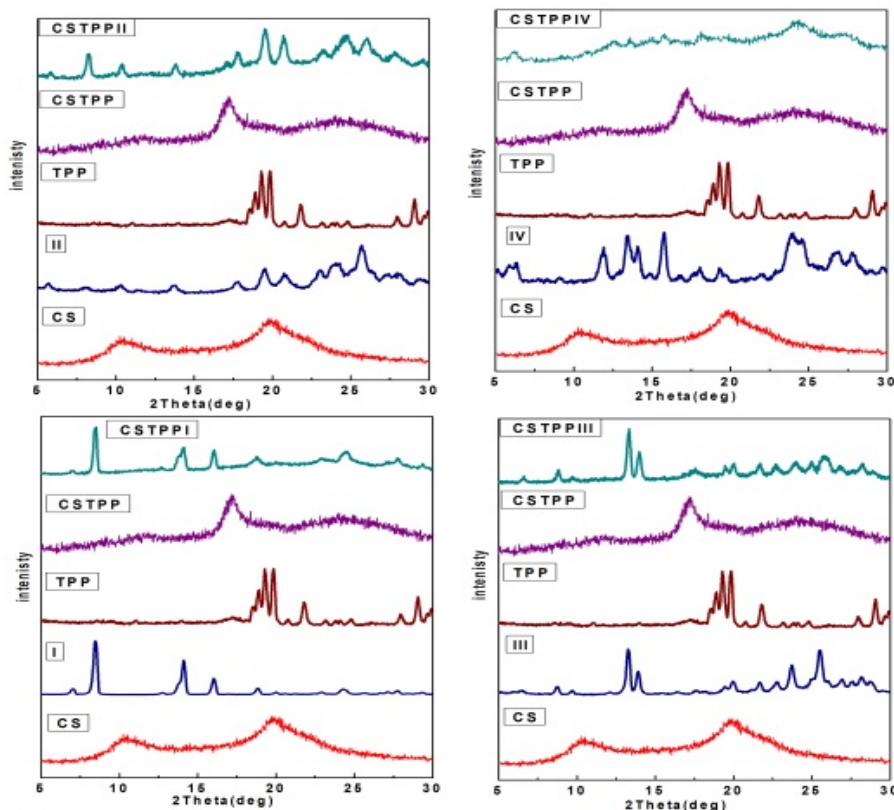 CSTPPII
CSTPP
TPP
II
CS
intenisty
5 10 15 20 25 30
2Theta(deg)
CSTPPIV
CSTPP
TPP
IV
CS
intenisty
5 10 15 20 25 30
2Theta(deg)
CSTPPI
CSTPP
TPP
I
CS
intenisty
5 10 15 20 25 30
2Theta(deg)
CSTPPIII
CSTPP
TPP
III
CS
intenisty
5 10 15 20 25 30
2Theta(deg)